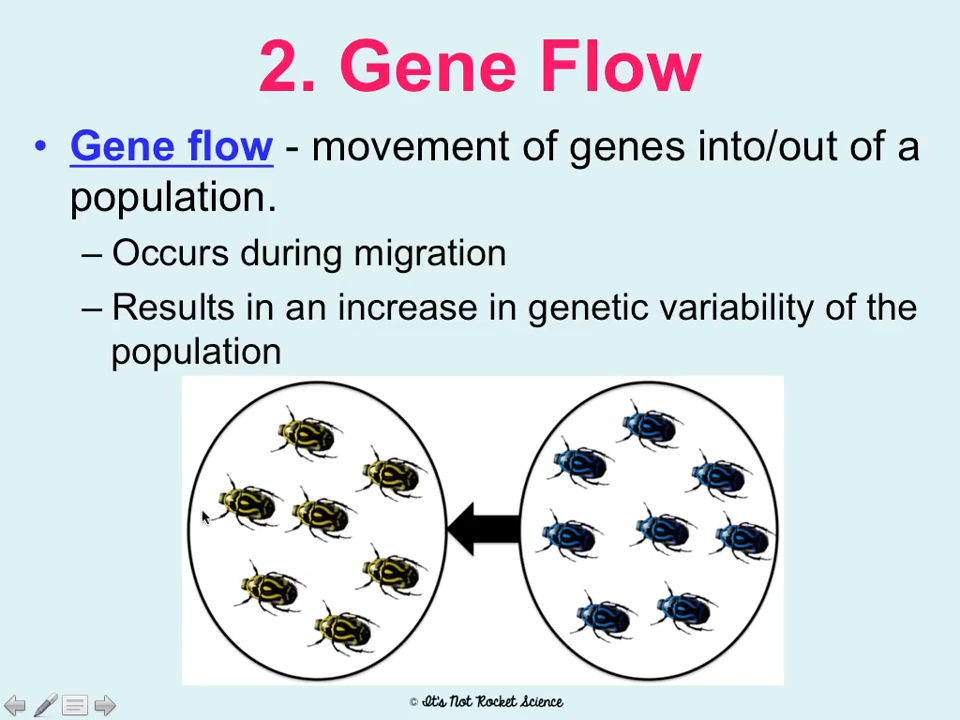 2. Gene Flow
• Gene flow - movement of genes into/out of a
population.
– Occurs during migration
– Results in an increase in genetic variability of the
population
© It's Not Rocket Science